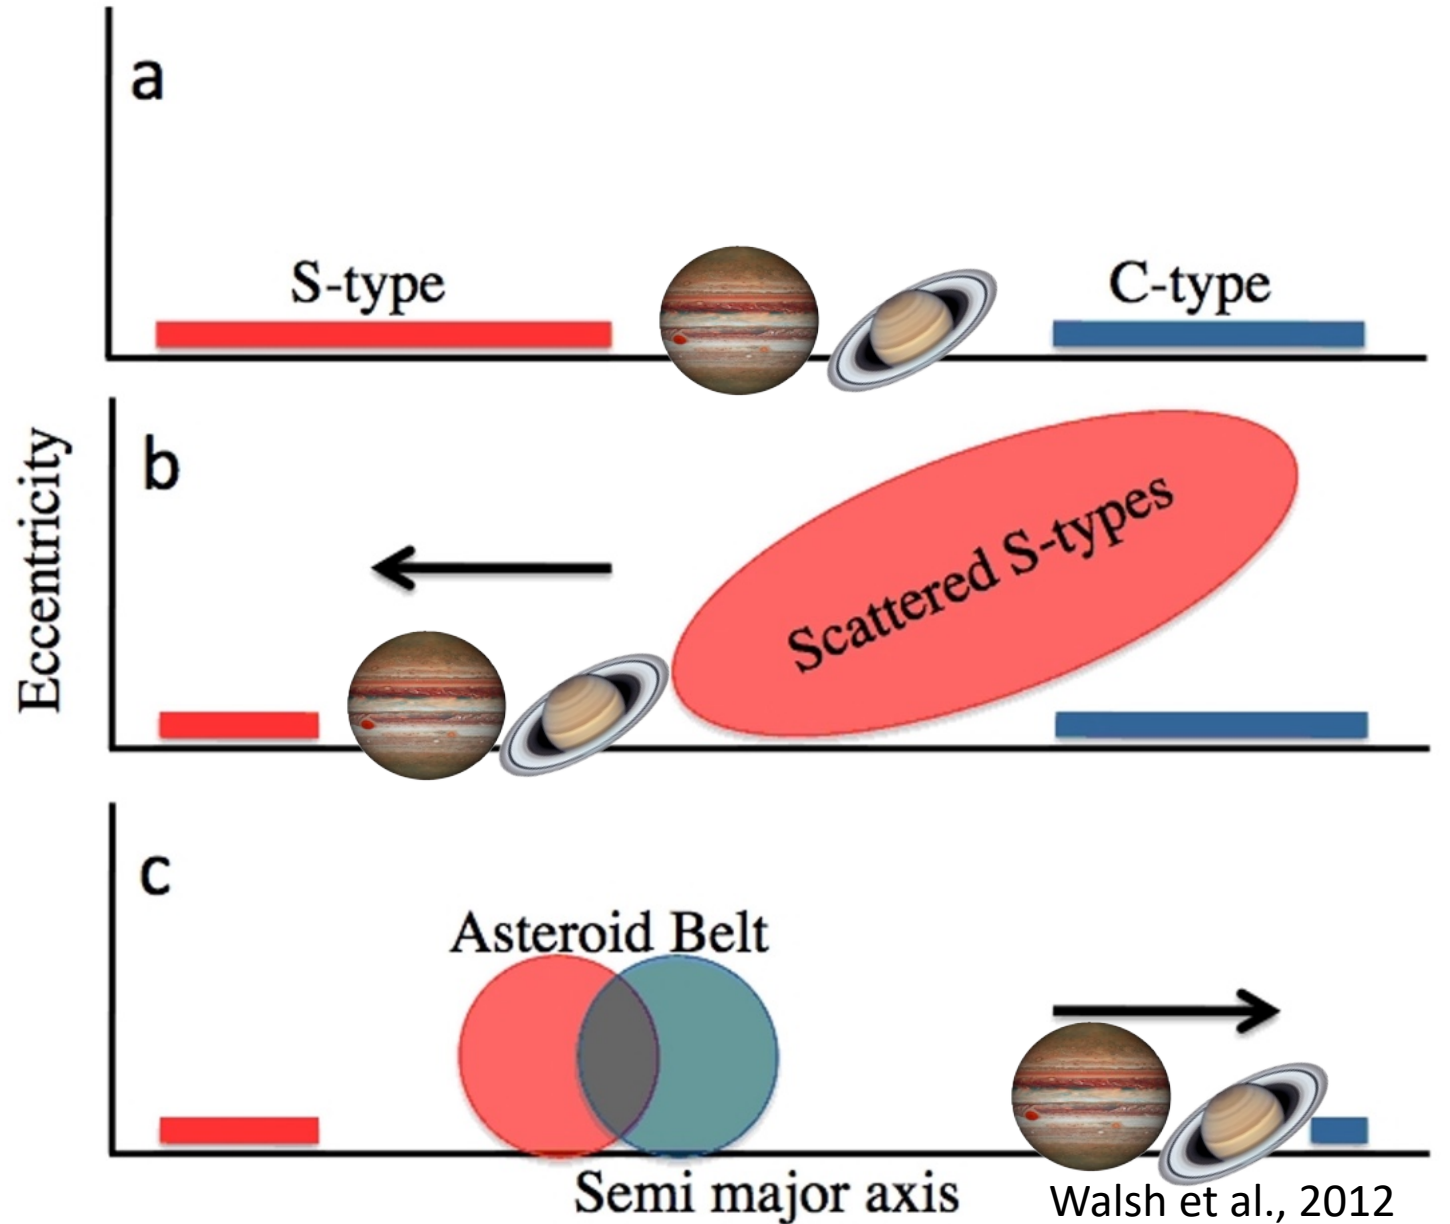 a
S-type
C-type
Eccentricity
b
Scattered S-types
c
Asteroid Belt
Semi major axis
Walsh et al., 2012